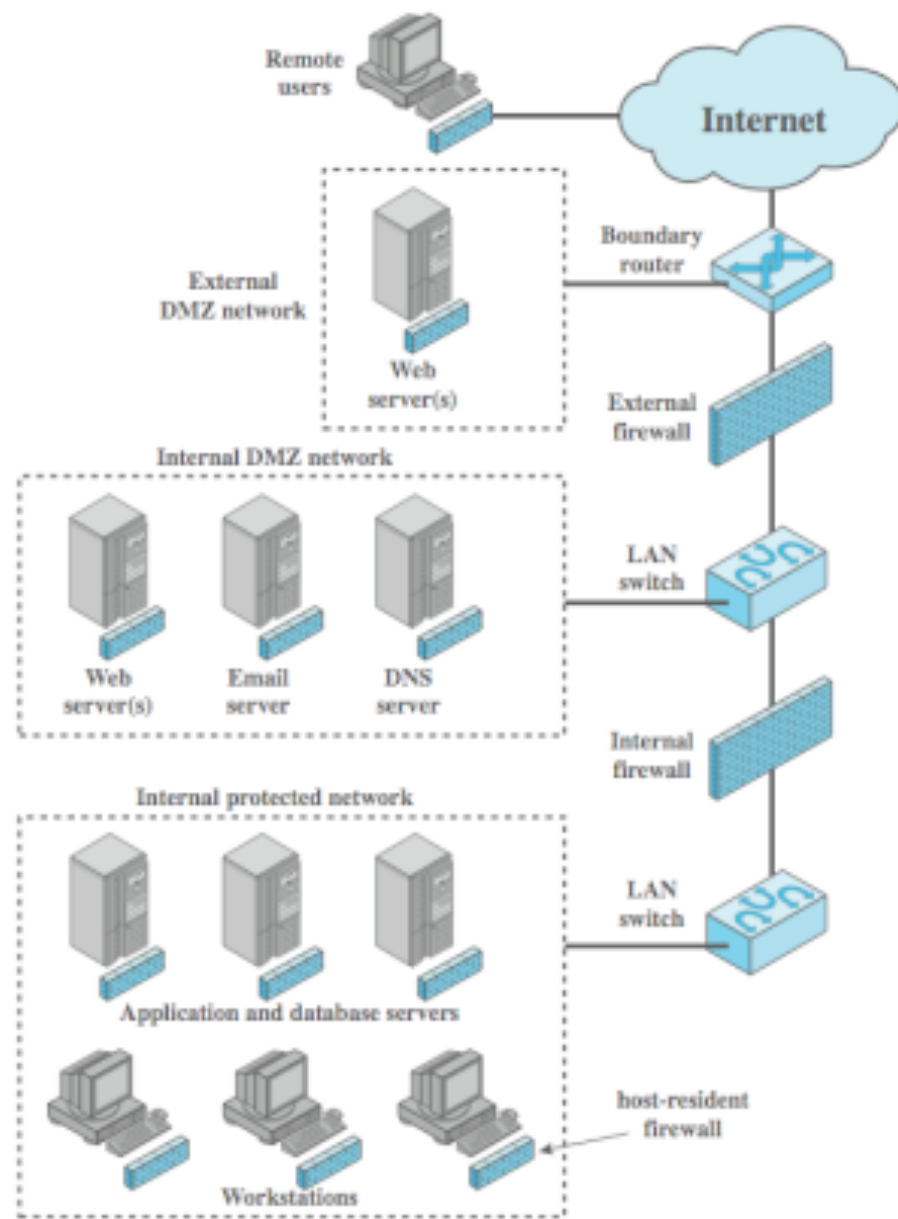 Remote
users
Internet
Boundary
router
External
DMZ network
Web
server(s)
External
firewall
Internal DMZ network
LAN
switch
Web
server(s)
Email
server
DNS
server
Internal
firewall
Internal protected network
LAN
switch
Application and database servers
host-resident
firewall
Workstations